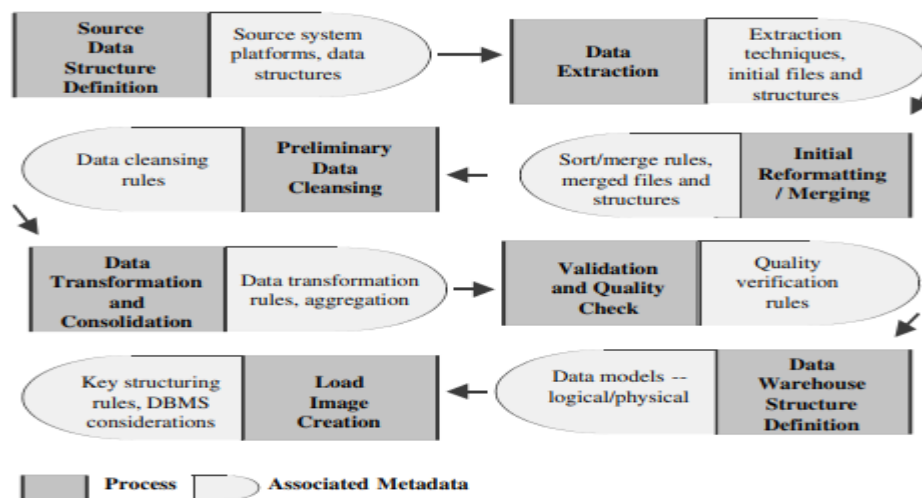 Source
Data
Structure
Definition
Source system
platforms, data
structures
Data
Extraction
Extraction
techniques,
initial files and
structures
Initial
Reformatting
/ Merging
Sort/merge rules,
merged files and
structures
Preliminary
Data
Cleansing
Data cleansing
rules
Data
Transformation
and
Consolidation
Data transformation
rules, aggregation
Validation
and Quality
Check
Quality
verification
rules
Data
Warehouse
Structure
Definition
Data models --
logical/physical
Load
Image
Creation
Key structuring
rules, DBMS
considerations
Process
Associated Metadata